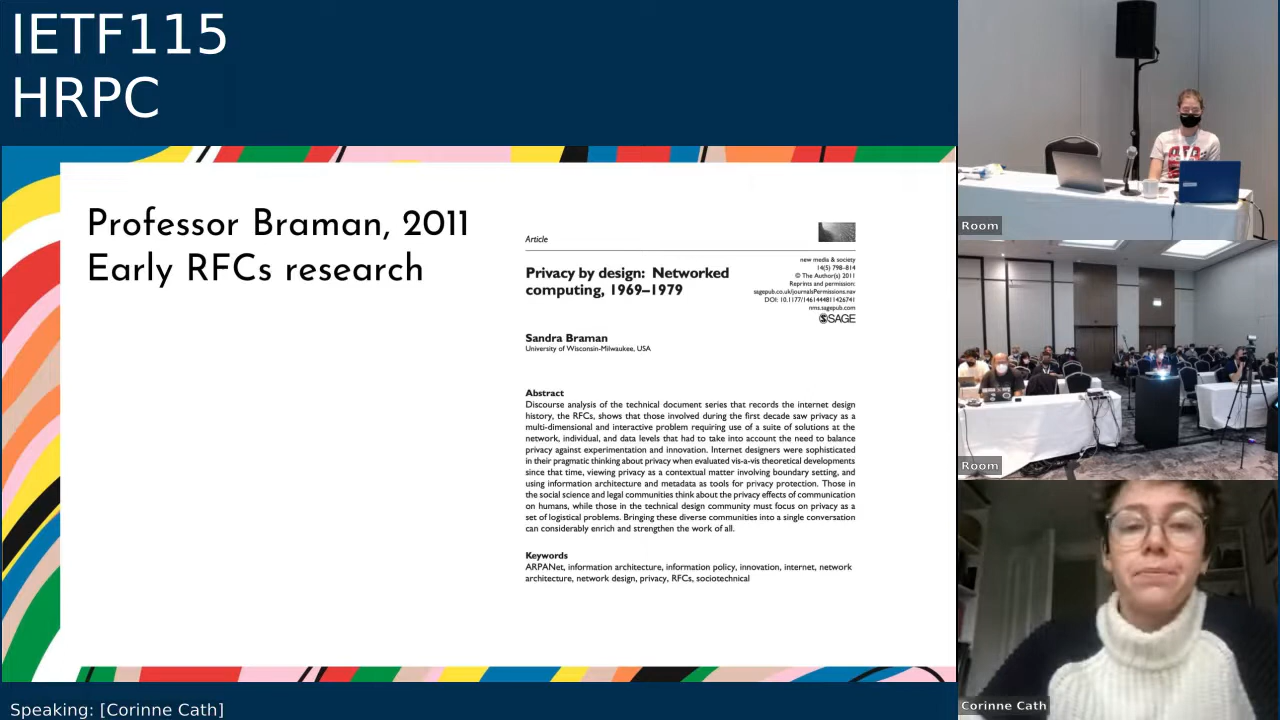 IETF115
HRPC
Professor Braman, 2011
Early RFCs research
Article
new media & society
14(5) 798–814
© The Author(s) 2011
Reprints and permission:
sagepub.co.uk/journalsPermissions.nav
DOI: 10.1177/1461444811426741
nms.sagepub.com
SAGE
Privacy by design: Networked
computing, 1969–1979
Sandra Braman
University of Wisconsin-Milwaukee, USA
Abstract
Discourse analysis of the technical document series that records the internet design
history, the RFCs, shows that those involved during the first decade saw privacy as a
multi-dimensional and interactive problem requiring use of a suite of solutions at the
network, individual, and data levels that had to take into account the need to balance
privacy against experimentation and innovation. Internet designers were sophisticated
in their pragmatic thinking about privacy when evaluated vis-a-vis theoretical developments
since that time, viewing privacy as a contextual matter involving boundary setting, and
using information architecture and metadata as tools for privacy protection. Those in
the social science and legal communities think about the privacy effects of communication
on humans, while those in the technical design community must focus on privacy as a
set of logistical problems. Bringing these diverse communities into a single conversation
can considerably enrich and strengthen the work of all.
Keywords
ARPANet, information architecture, information policy, innovation, internet, network
architecture, network design, privacy, RFCs, sociotechnical
Speaking: [Corinne Cath]
Room
Room
Corinne Cath